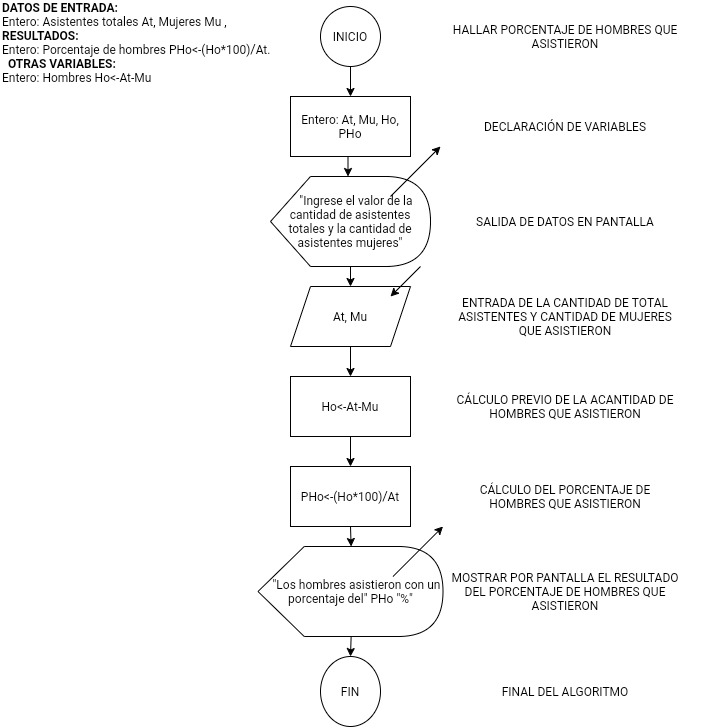 DATOS DE ENTRADA:
Entero: Asistentes totales At, Mujeres Mu ,
RESULTADOS:
Entero: Porcentaje de hombres PHo<-(Ho*100)/At.
OTRAS VARIABLES:
Entero: Hombres Ho<-At-Mu
INICIO
HALLAR PORCENTAJE DE HOMBRES QUE
ASISTIERON
Entero: At, Mu, Ho,
PHo
DECLARACIÓN DE VARIABLES
"Ingrese el valor de la
cantidad de asistentes
totales y la cantidad de
asistentes mujeres"
SALIDA DE DATOS EN PANTALLA
At, Mu
ENTRADA DE LA CANTIDAD DE TOTAL
ASISTENTES Y CANTIDAD DE MUJERES
QUE ASISTIERON
Ho<-At-Mu
CÁLCULO PREVIO DE LA ACANTIDAD DE
HOMBRES QUE ASISTIERON
PHo<-(Ho*100)/At
CÁLCULO DEL PORCENTAJE DE
HOMBRES QUE ASISTIERON
"Los hombres asistieron con un
porcentaje del" PHo "%"
MOSTRAR POR PANTALLA EL RESULTADO
DEL PORCENTAJE DE HOMBRES QUE
ASISTIERON
FIN
FINAL DEL ALGORITMO